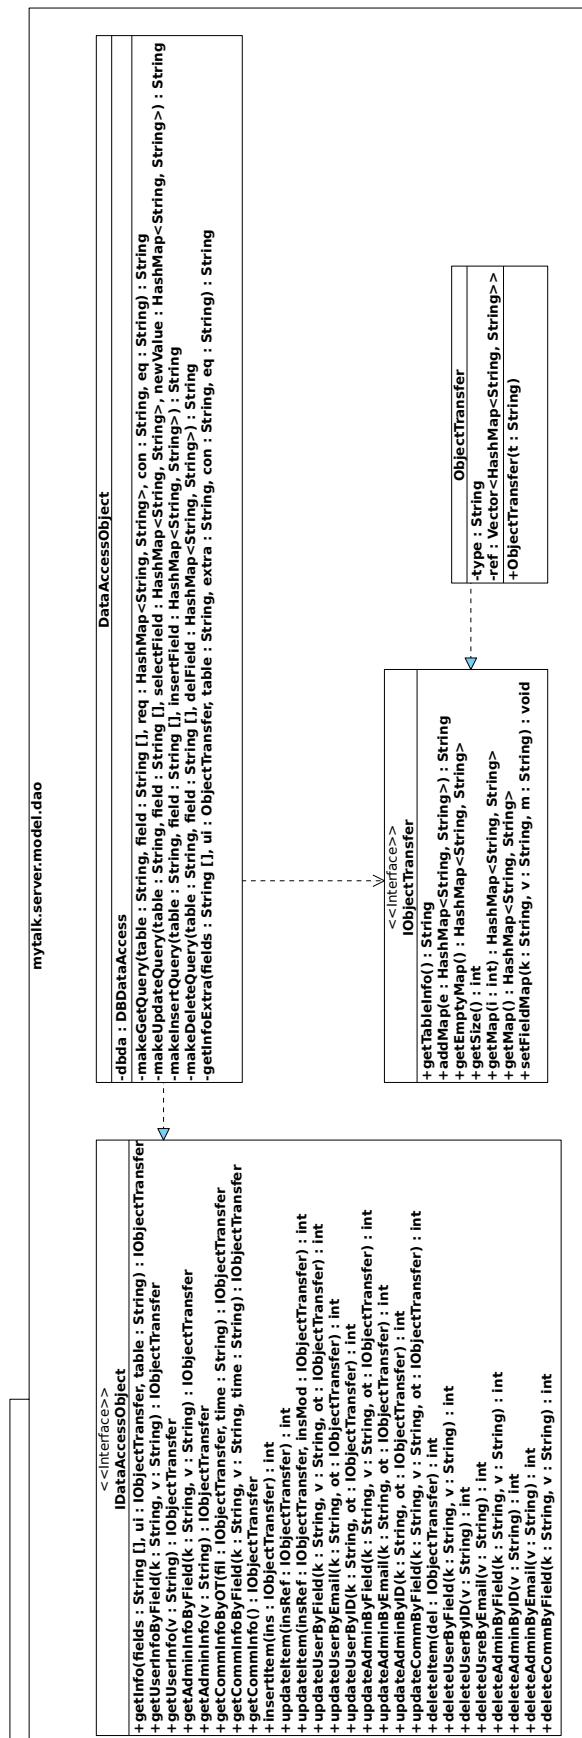 mytalk.server.model.dao
<<Interface>>
IDataAccessObject
+getInfo(fields : String [], ui : IObjectTransfer, table : String) : IObjectTransfer
+getUserInfoByField(k : String, v : String) : IObjectTransfer
+getUserInfo(v : String) : IObjectTransfer
+getAdminInfoByField(k : String, v : String) : IObjectTransfer
+getAdminInfo(v : String) : IObjectTransfer
+getCommInfoByOT(fil : IObjectTransfer, time : String) : IObjectTransfer
+getCommInfoByField(k : String, v : String, time : String) : IObjectTransfer
+getCommInfo() : IObjectTransfer
+insertItem(ins : IObjectTransfer) : int
+updateItem(insRef : IObjectTransfer) : int
+updateItem(insRef : IObjectTransfer, insMod : IObjectTransfer) : int
+updateUserByField(k : String, v : String, ot : IObjectTransfer) : int
+updateUserByEmail(k : String, ot : IObjectTransfer) : int
+updateUserByID(k : String, ot : IObjectTransfer) : int
+updateAdminByField(k : String, v : String, ot : IObjectTransfer) : int
+updateAdminByEmail(k : String, ot : IObjectTransfer) : int
+updateAdminByID(k : String, ot : IObjectTransfer) : int
+updateCommByField(k : String, v : String, ot : IObjectTransfer) : int
+deleteItem(del : IObjectTransfer) : int
+deleteUserByField(k : String, v : String) : int
+deleteUserByID(v : String) : int
+deleteUsreByEmail(v : String) : int
+deleteAdminByField(k : String, v : String) : int
+deleteAdminByID(v : String) : int
+deleteAdminByEmail(v : String) : int
+deleteCommByField(k : String, v : String) : int
DataAccessObject
-dbda : DBDataAccess
-makeGetQuery(table : String, field : String [], req : HashMap<String, String>, con : String, eq : String) : String
-makeUpdateQuery(table : String, field : String [], selectField : HashMap<String, String>, newValue : HashMap<String, String>) : String
-makeInsertQuery(table : String, field : String [], insertField : HashMap<String, String>) : String
-makeDeleteQuery(table : String, field : String [], delField : HashMap<String, String>) : String
-getInfoExtra(fields : String [], ui : ObjectTransfer, table : String, extra : String, con : String, eq : String) : String
<<Interface>>
IObjectTransfer
+getTableInfo() : String
+addMap(e : HashMap<String, String>) : String
+getEmptyMap() : HashMap<String, String>
+getSize() : int
+getMap(i : int) : HashMap<String, String>
+getMap() : HashMap<String, String>
+setFieldMap(k : String, v : String, m : String) : void
ObjectTransfer
-type : String
-ref : Vector<HashMap<String, String>>
+ObjectTransfer(t : String)